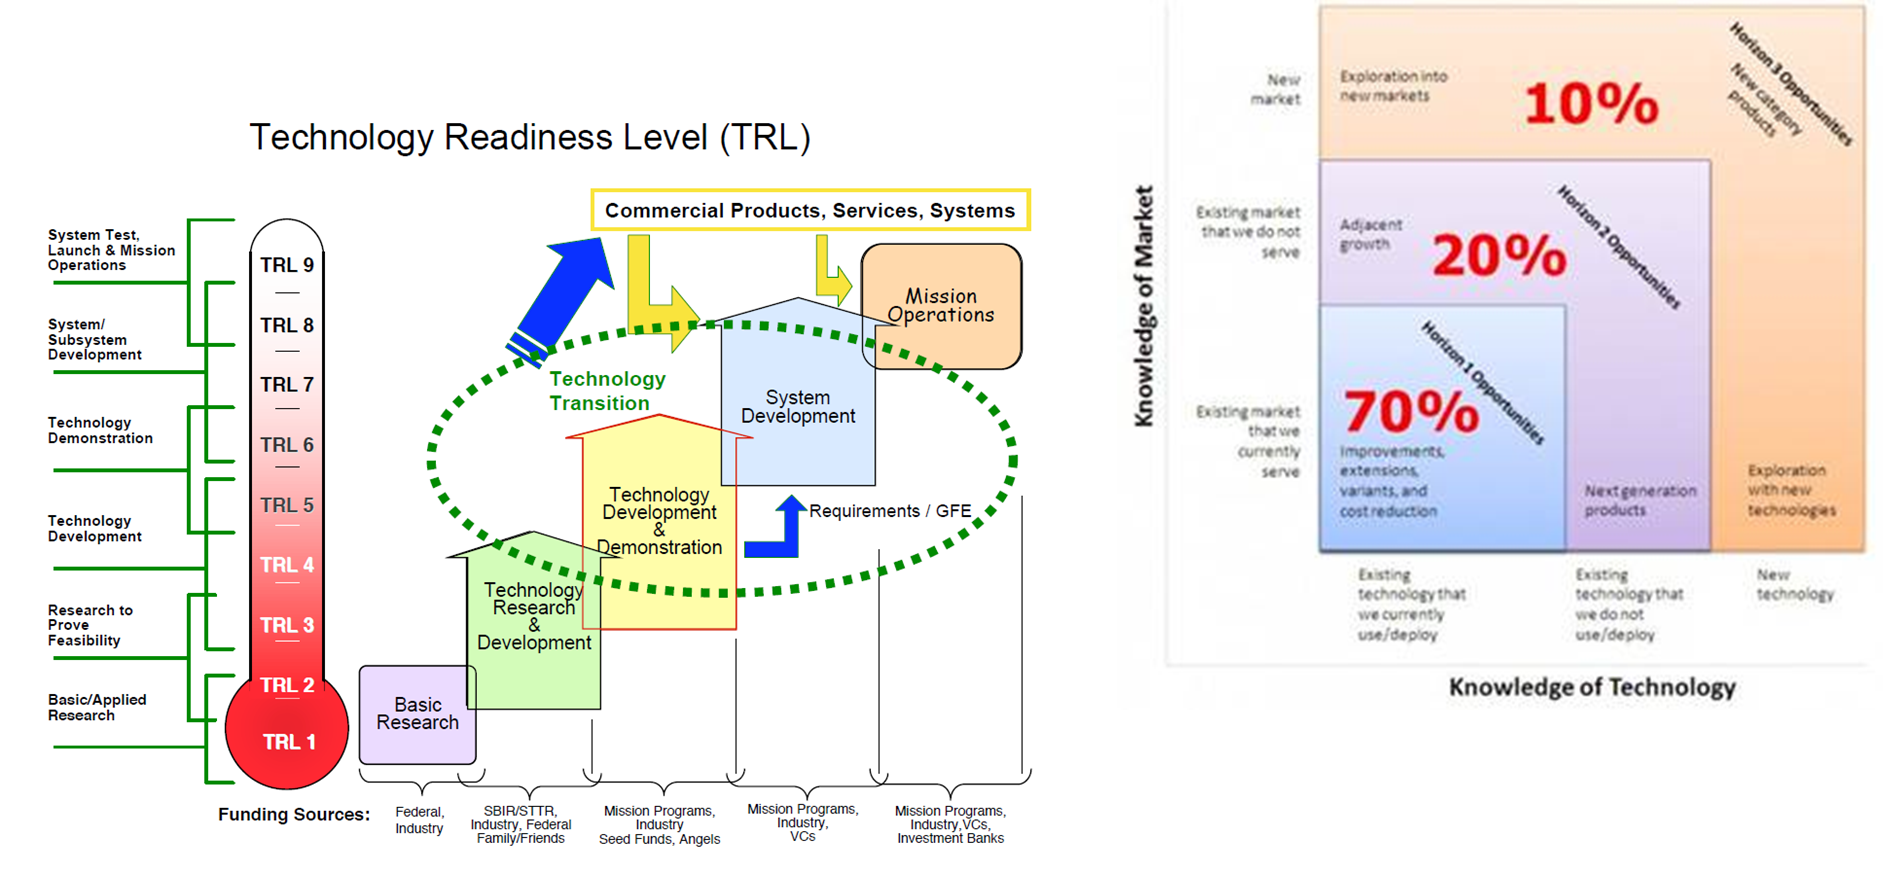 Technology Readiness Level (TRL)
Commercial Products, Services, Systems
System Test,
Launch & Mission
Operations
System/
Subsystem
Development
Technology
Demonstration
Technology
Development
Research to
Prove
Feasibility
Basic/Applied
Research
TRL 9
TRL 8
TRL 7
TRL 6
TRL 5
TRL 4
TRL 3
TRL 2
TRL 1
Mission
Operations
Technology
Transition
System
Development
Technology
Development
&
Demonstration
Requirements / GFE
Technology
Research
&
Development
Basic
Research
Funding Sources:
Federal,
Industry
SBIR/STTR,
Industry, Federal
Family/Friends
Mission Programs,
Industry
Seed Funds, Angels
Mission Programs,
Industry,
VCs
Mission Programs,
Industry,VCs,
Investment Banks
Knowledge of Market
New
market
Existing market
that we do not
serve
Existing market
that we
currently
serve
Exploration into
new markets
10%
Horizon 3 Opportunities
New category
products
Adjacent
growth
20%
Horizon 2 Opportunities
70%
Horizon 1 Opportunities
Improvements,
extensions,
variants, and
cost reduction
Next generation
products
Exploration
with new
technologies
Existing
technology that
we currently
use/deploy
Existing
technology that
we do not
use/deploy
New
technology
Knowledge of Technology